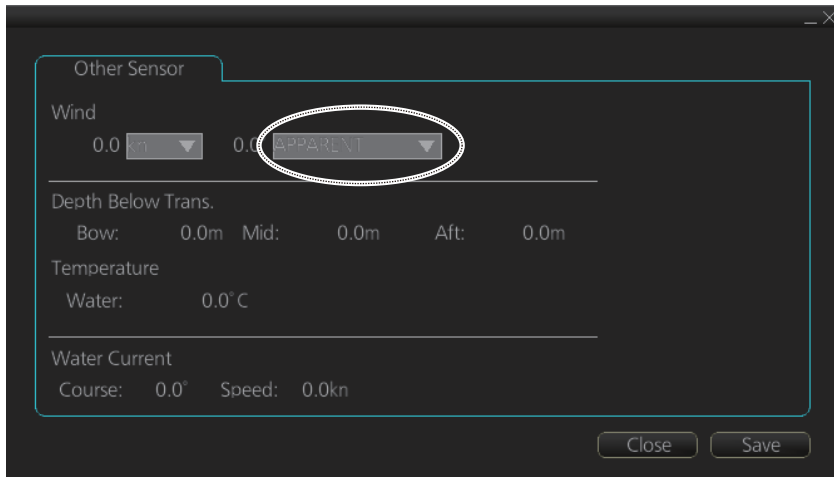 Other Sensor
Wind
0.0 kn 0.0 APPARENT
Depth Below Trans.
Bow: 0.0m Mid: 0.0m Aft: 0.0m
Temperature
Water: 0.0°C
Water Current
Course: 0.0° Speed: 0.0kn
Close Save